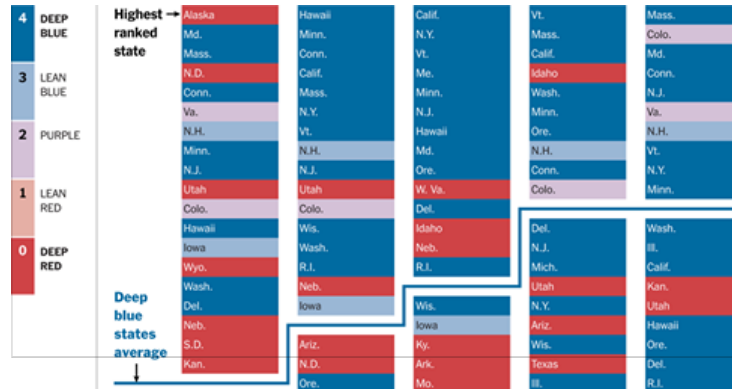 4 DEEP
BLUE
3 LEAN
BLUE
2 PURPLE
1 LEAN
RED
0 DEEP
RED
Highest
ranked
state
Deep
blue
states
average
Alaska
Md.
Mass.
N.D.
Conn.
Va.
N.H.
Minn.
N.J.
Utah
Colo.
Hawaii
Iowa
Wyo.
Wash.
Del.
Neb.
S.D.
Kan.
Hawaii
Minn.
Conn.
Calif.
Mass.
N.Y.
Vt.
N.H.
N.J.
Utah
Colo.
Wis.
Wash.
R.I.
Neb.
Iowa
Ariz.
N.D.
Ore.
Calif.
N.Y.
Vt.
Me.
Minn.
N.J.
Hawaii
Md.
Ore.
W. Va.
Del.
Idaho
Neb.
R.I.
Wis.
Iowa
Ky.
Ark.
Mo.
Vt.
Mass.
Calif.
Idaho
Wash.
Minn.
Ore.
N.H.
Conn.
Colo.
Del.
N.J.
Mich.
Utah
N.Y.
Ariz.
Wis.
Texas
Ill.
Mass.
Colo.
Md.
Conn.
N.J.
Va.
N.H.
Vt.
N.Y.
Minn.
Wash.
Ill.
Calif.
Kan.
Utah
Hawaii
Ore.
Del.
R.I.